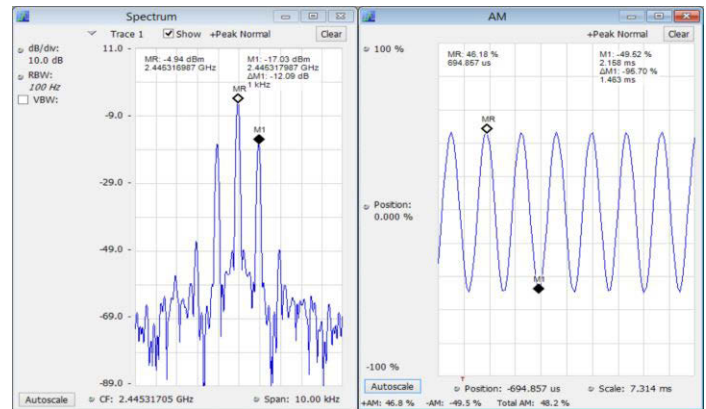 Spectrum
dB/div:
10.0 dB
RBW:
100 Hz
VBW:
Trace 1
Show
+Peak Normal
Clear
11.0
MR: -4.94 dBm
2.445316987 GHz
M1: -17.03 dBm
2.445317987 GHz
ΔM1: -12.09 dB
1 kHz
MR
M1
-9.0
-29.0
-49.0
-69.0
-89.0
Autoscale
CF: 2.44531705 GHz
Span: 10.00 kHz
AM
+Peak Normal
Clear
100 %
MR: 46.18 %
694.857 us
M1: -49.52 %
2.158 ms
ΔM1: -95.70 %
1.463 ms
MR
Position:
0.000 %
M1
-100 %
T
Autoscale
Position: -694.857 us
Scale: 7.314 ms
+AM: 46.8 %
-AM: -49.5 %
Total AM: 48.2 %